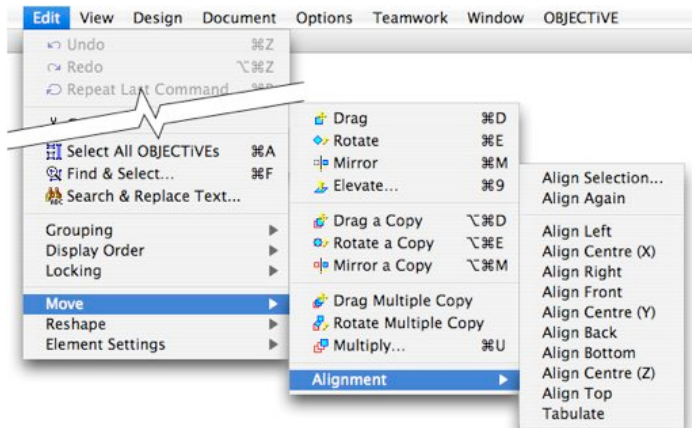 Edit View Design Document Options Teamwork Window OBJECTiVE
Undo ⌘Z
Redo ⌥⌘Z
Repeat Last Command
Select All OBJECTiVEs ⌘A
Find & Select... ⌘F
Search & Replace Text...
Grouping
Display Order
Locking
Move
Reshape
Element Settings
Drag ⌘D
Rotate ⌘E
Mirror ⌘M
Elevate... ⌘9
Drag a Copy ⌥⌘D
Rotate a Copy ⌥⌘E
Mirror a Copy ⌥⌘M
Drag Multiple Copy
Rotate Multiple Copy
Multiply... ⌘U
Alignment
Align Selection...
Align Again
Align Left
Align Centre (X)
Align Right
Align Front
Align Centre (Y)
Align Back
Align Bottom
Align Centre (Z)
Align Top
Tabulate